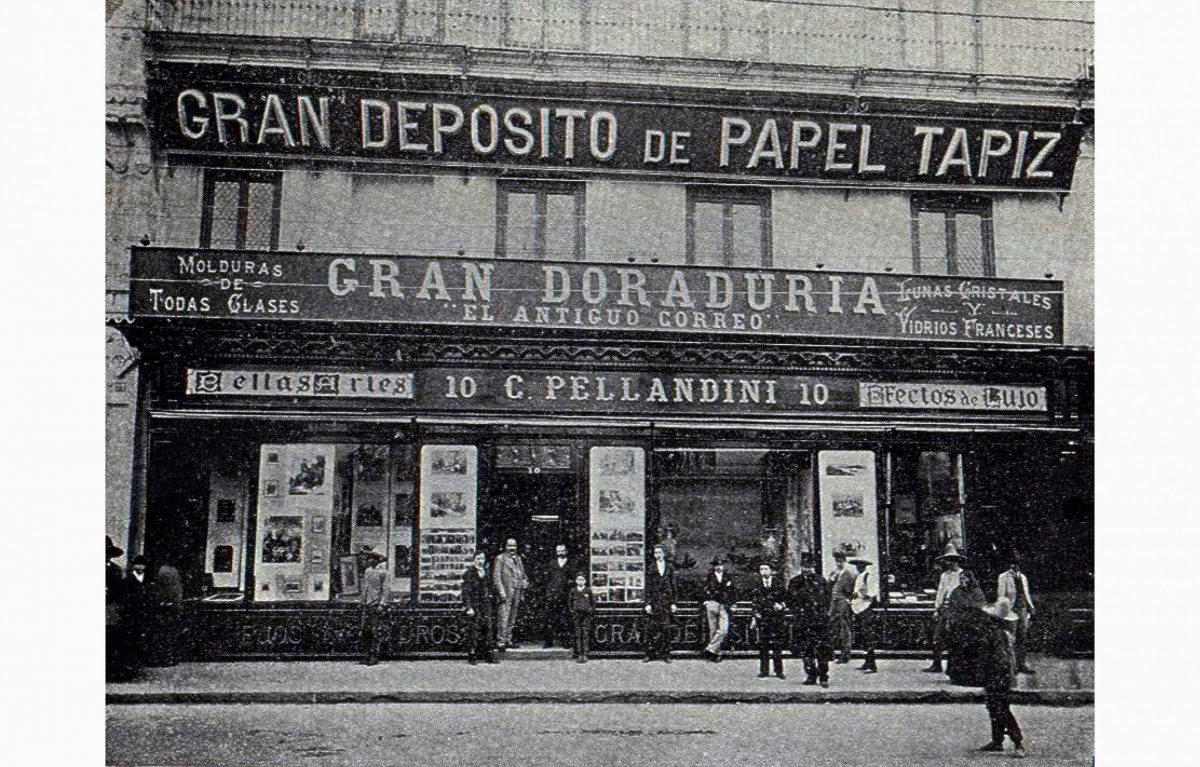 GRAN DEPOSITO DE PAPEL TAPIZ
MOLDURAS
DE
TODAS CLASES
GRAN DORADURIA
"EL ANTIGUO CORREO"
LUNAS CRISTALES
Y
VIDRIOS FRANCESES
Bellas Artes
10 C. PELLANDINI 10
Efectos de Lujo
10